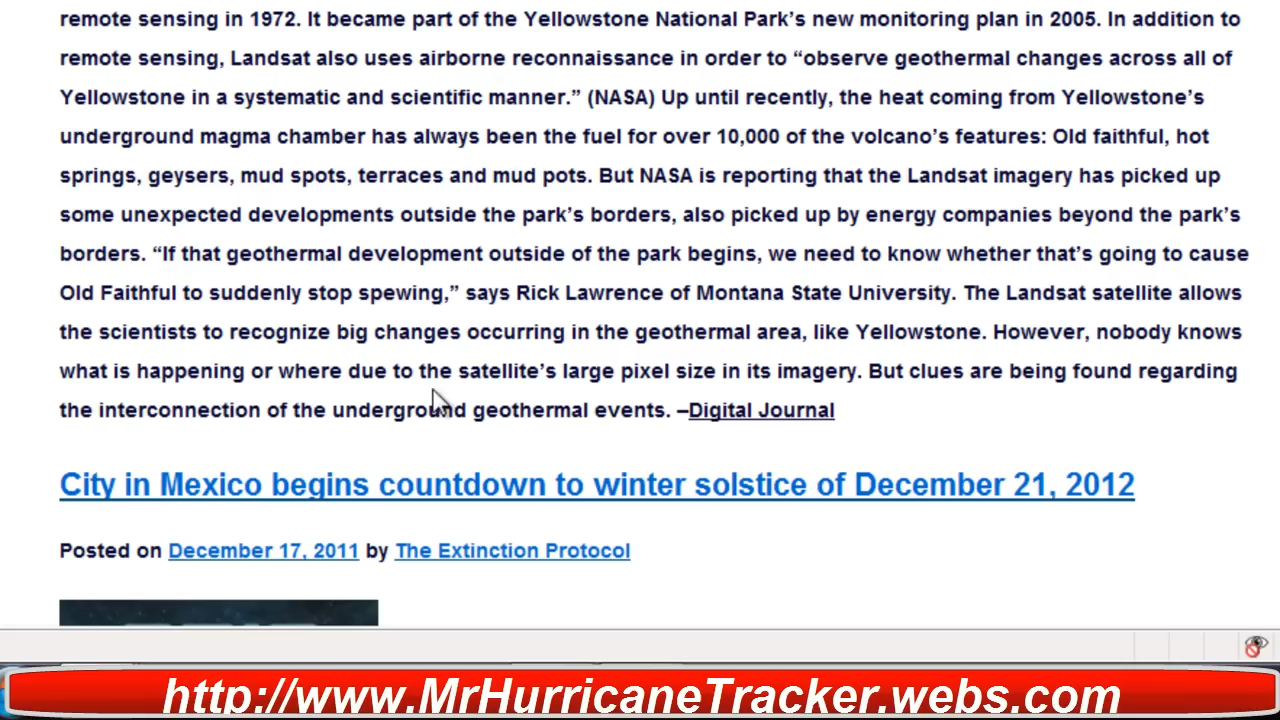 remote sensing in 1972. It became part of the Yellowstone National Park’s new monitoring plan in 2005. In addition to
remote sensing, Landsat also uses airborne reconnaissance in order to “observe geothermal changes across all of
Yellowstone in a systematic and scientific manner.” (NASA) Up until recently, the heat coming from Yellowstone’s
underground magma chamber has always been the fuel for over 10,000 of the volcano’s features: Old faithful, hot
springs, geysers, mud spots, terraces and mud pots. But NASA is reporting that the Landsat imagery has picked up
some unexpected developments outside the park’s borders, also picked up by energy companies beyond the park’s
borders. “If that geothermal development outside of the park begins, we need to know whether that’s going to cause
Old Faithful to suddenly stop spewing,” says Rick Lawrence of Montana State University. The Landsat satellite allows
the scientists to recognize big changes occurring in the geothermal area, like Yellowstone. However, nobody knows
what is happening or where due to the satellite’s large pixel size in its imagery. But clues are being found regarding
the interconnection of the underground geothermal events. –Digital Journal
City in Mexico begins countdown to winter solstice of December 21, 2012
Posted on December 17, 2011 by The Extinction Protocol
http://www.MrHurricaneTracker.webs.com